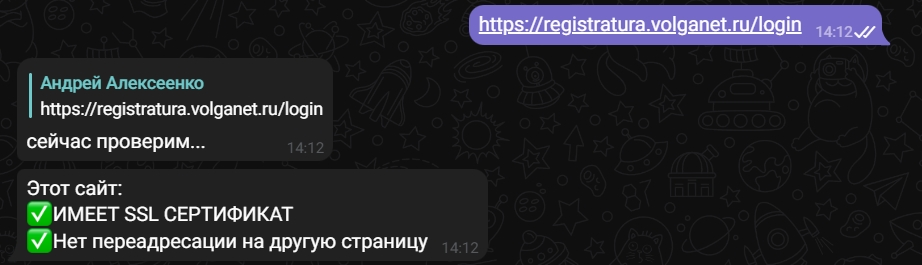 https://registratura.volganet.ru/login 14:12
Андрей Алексеенко
https://registratura.volganet.ru/login
сейчас проверим... 14:12
Этот сайт:
✅ИМЕЕТ SSL СЕРТИФИКАТ
✅Нет переадресации на другую страницу 14:12